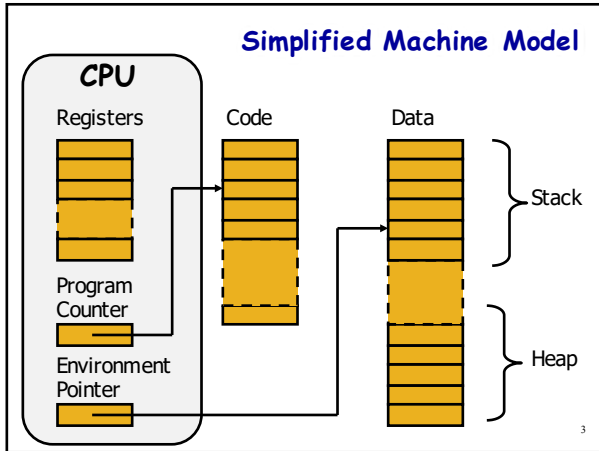 Simplified Machine Model
CPU
Registers
Code
Data
Stack
Program
Counter
Environment
Pointer
Heap
3